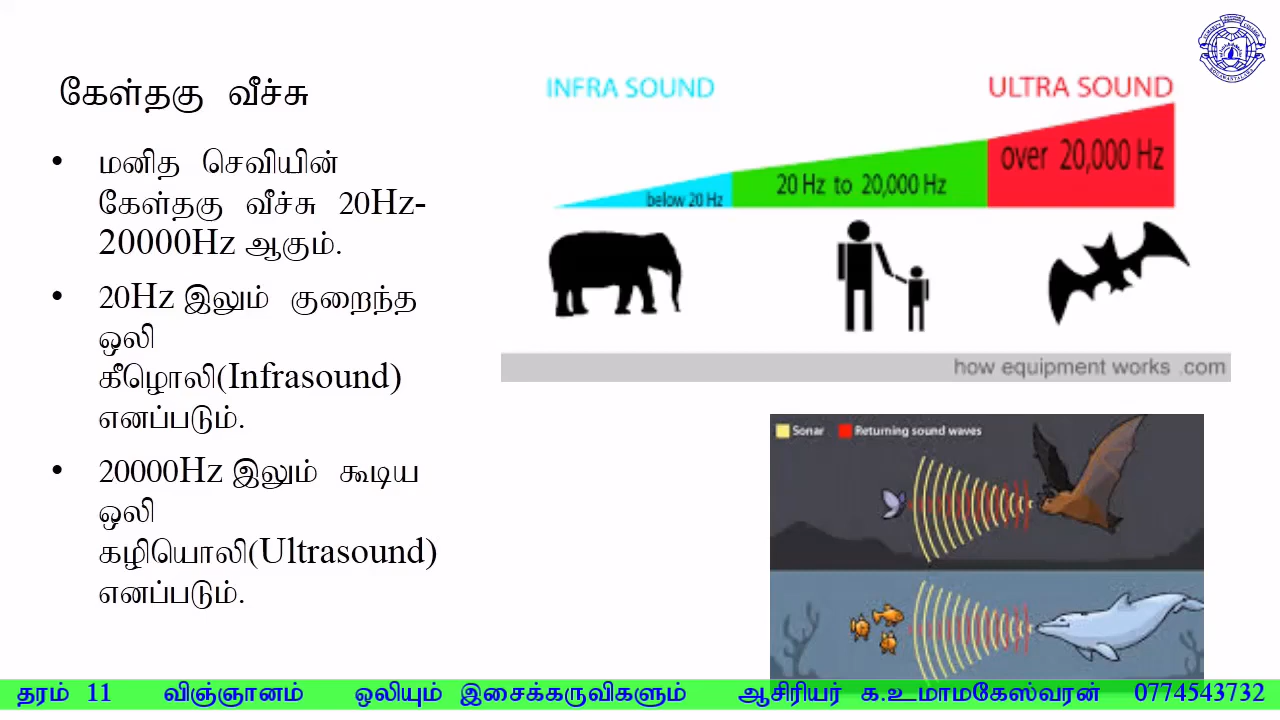 கேள்தகு வீச்சு
• மனித செவியின்
கேள்தகு வீச்சு 20Hz-
20000Hz ஆகும்.
• 20Hz இலும் குறைந்த
ஒலி
கீழொலி(Infrasound)
எனப்படும்.
• 20000Hz இலும் கூடிய
ஒலி
கழியொலி(Ultrasound)
எனப்படும்.
INFRA SOUND
ULTRA SOUND
below 20 Hz
20 Hz to 20,000 Hz
over 20,000 Hz
how equipment works .com
Sonar
Returning sound waves
தரம் 11 விஞ்ஞானம் ஒலியும் இசைக்கருவிகளும் ஆசிரியர் க.உமாமகேஸ்வரன் 0774543732